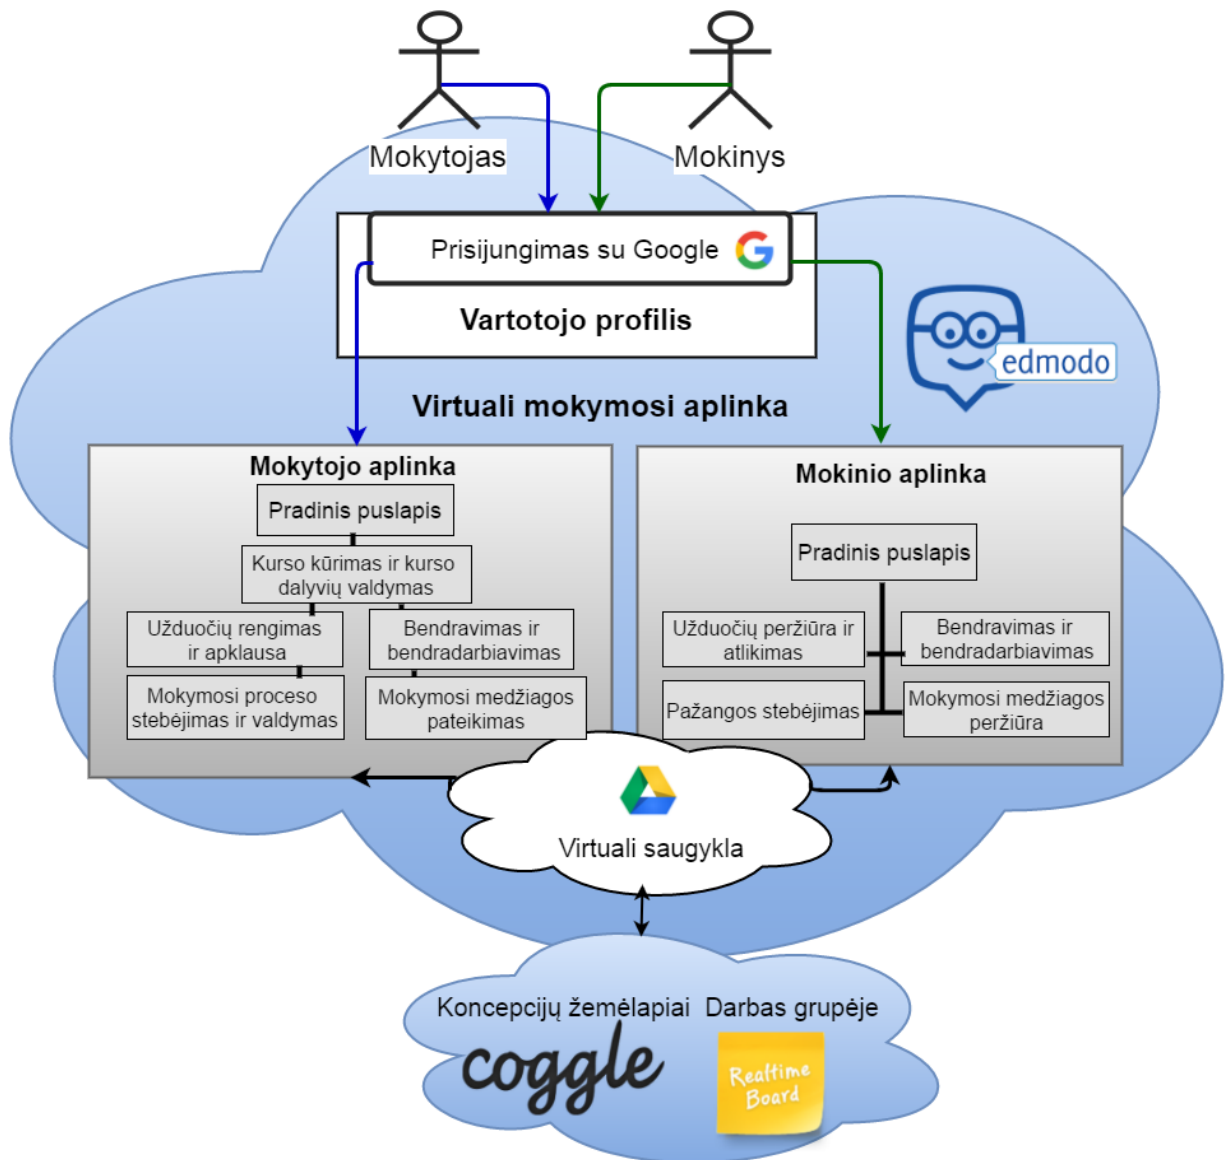 Mokytojas
Mokinys
Prisijungimas su Google
Vartotojo profilis
edmodo
Virtuali mokymosi aplinka
Mokytojo aplinka
Pradinis puslapis
Kurso kūrimas ir kurso
dalyvių valdymas
Užduočių rengimas
ir apklausa
Bendravimas ir
bendradarbiavimas
Mokymosi proceso
stebėjimas ir valdymas
Mokymosi medžiagos
pateikimas
Mokinio aplinka
Pradinis puslapis
Užduočių peržiūra ir
atlikimas
Bendravimas ir
bendradarbiavimas
Pažangos stebėjimas
Mokymosi medžiagos
peržiūra
Virtuali saugykla
Koncepcijų žemėlapiai
Darbas grupėje
coggle
Realtime
Board